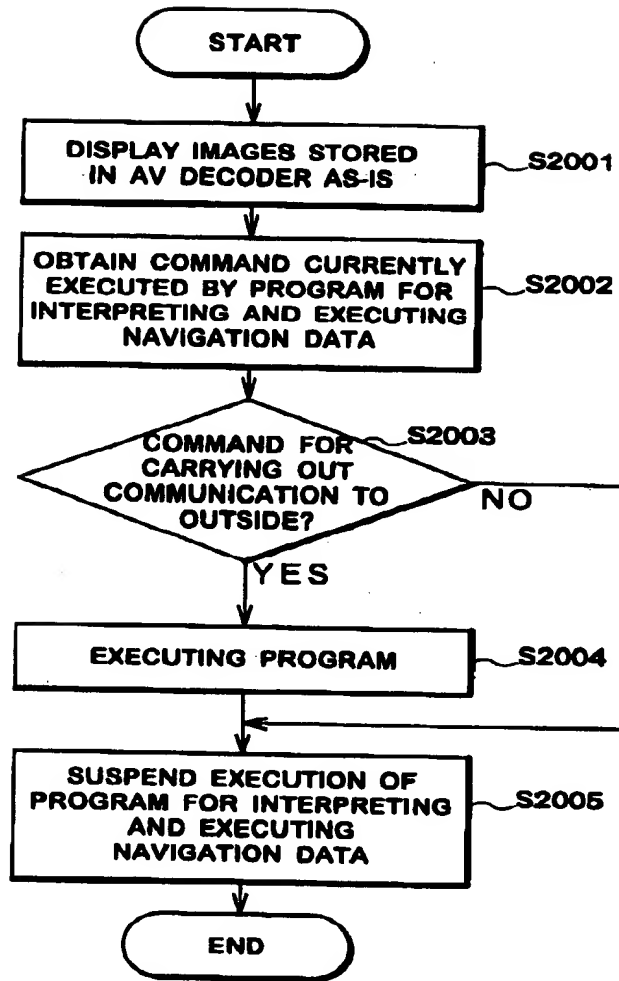 START
DISPLAY IMAGES STORED
IN AV DECODER AS-IS
S2001
OBTAIN COMMAND CURRENTLY
EXECUTED BY PROGRAM FOR
INTERPRETING AND EXECUTING
NAVIGATION DATA
S2002
COMMAND FOR
CARRYING OUT
COMMUNICATION TO
OUTSIDE?
S2003
NO
YES
EXECUTING PROGRAM
S2004
SUSPEND EXECUTION OF
PROGRAM FOR INTERPRETING
AND EXECUTING
NAVIGATION DATA
S2005
END